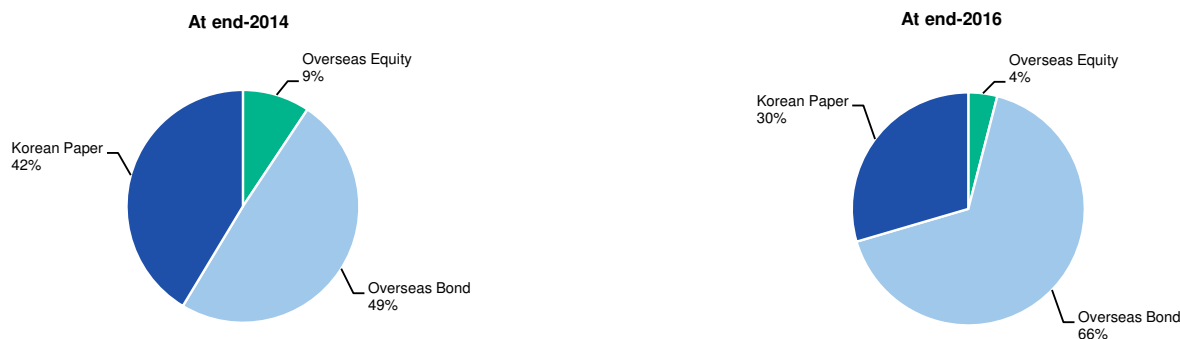 At end-2014
Overseas Equity
9%
Korean Paper
42%
Overseas Bond
49%
At end-2016
Overseas Equity
4%
Korean Paper
30%
Overseas Bond
66%